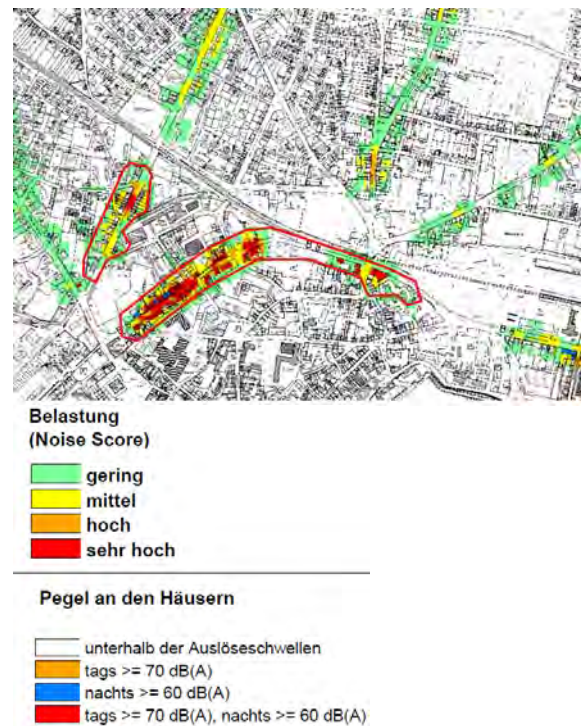 Belastung
(Noise Score)
gering
mittel
hoch
sehr hoch
Pegel an den Häusern
unterhalb der Auslöseschwellen
tags >= 70 dB(A)
nachts >= 60 dB(A)
tags >= 70 dB(A), nachts >= 60 dB(A)